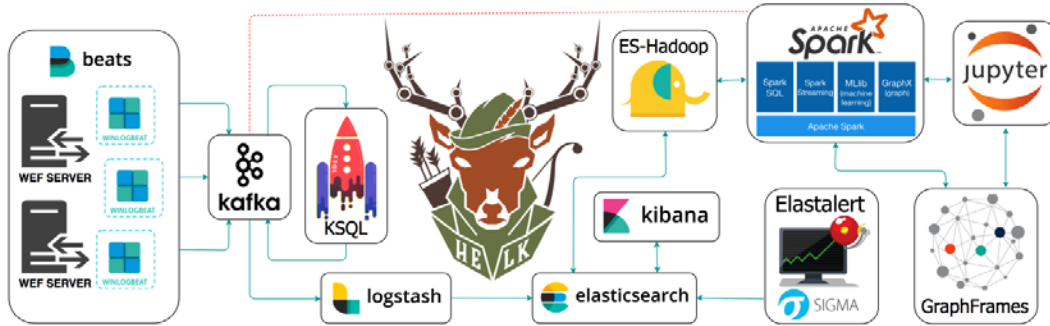 beats
WINLOGBEAT
WEF SERVER
WINLOGBEAT
WEF SERVER
WINLOGBEAT
kafka
KSQL
KSQL
HE LK
logstash
elasticsearch
kibana
ES-Hadoop
APACHE
Spark
Spark
SQL
Spark
Streaming
MLlib
(machine
learning)
GraphX
(graph)
Apache Spark
jupyter
Elastalert
SIGMA
GraphFrames